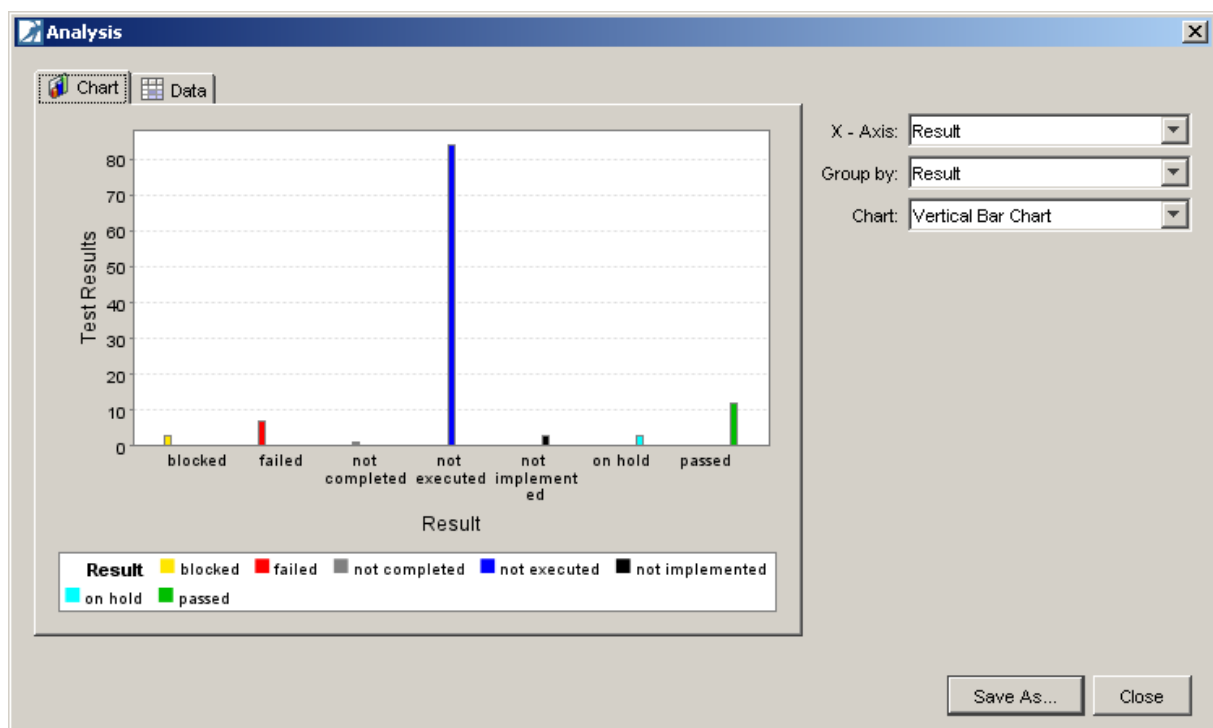 Analysis
Chart
Data
X - Axis: Result
Group by: Result
Chart: Vertical Bar Chart
Test Results
80
70
60
50
40
30
20
10
0
blocked failed not not not on hold passed
completed executed implement
ed
Result
Result blocked failed not completed not executed not implemented
on hold passed
Save As... Close